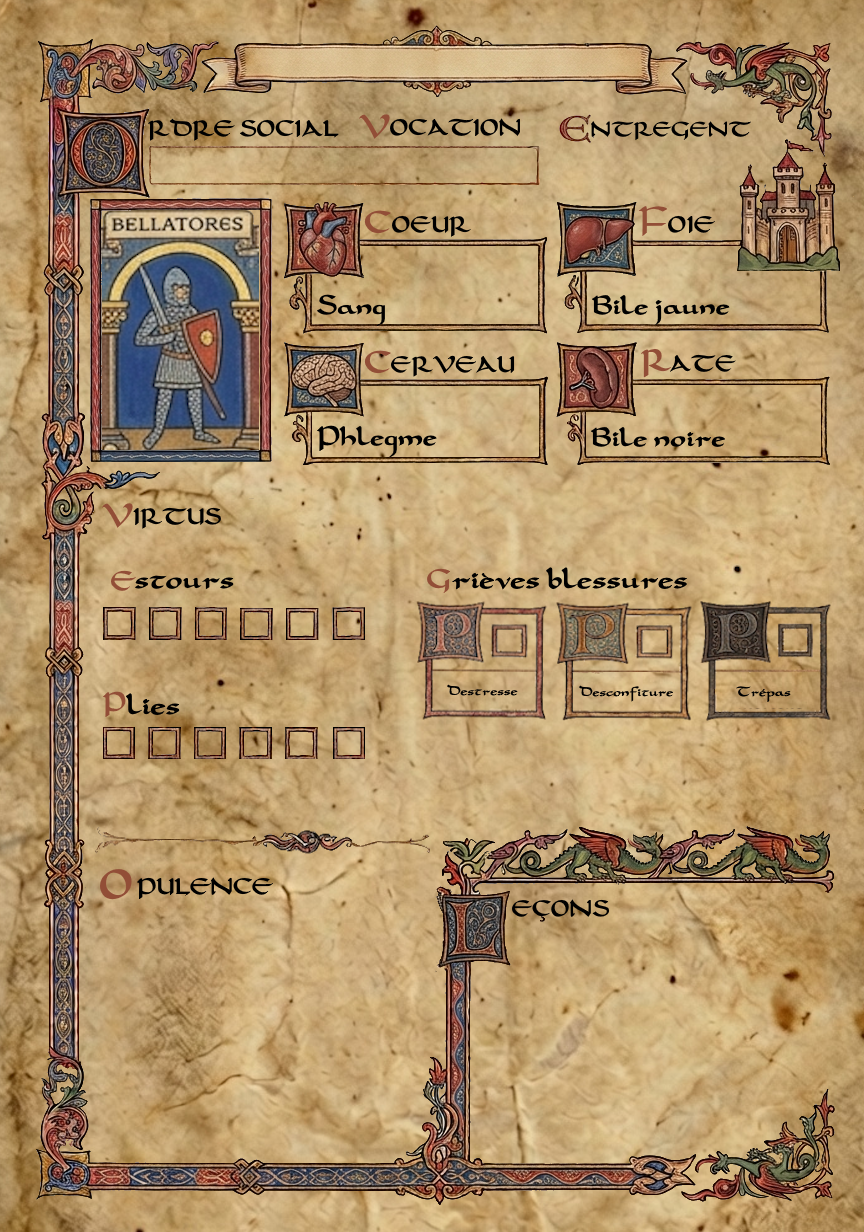 ORDRE SOCIAL VOCATION ENTREGENT
BELLATORES
COEUR
Sang
FOIE
Bile jaune
CERVEAU
Phlegme
RATE
Bile noire
VIRTUS
Estours
Plies
Grièves blessures
P P P
Destresse Desconfiture Trépas
OPULENCE
LEÇONS